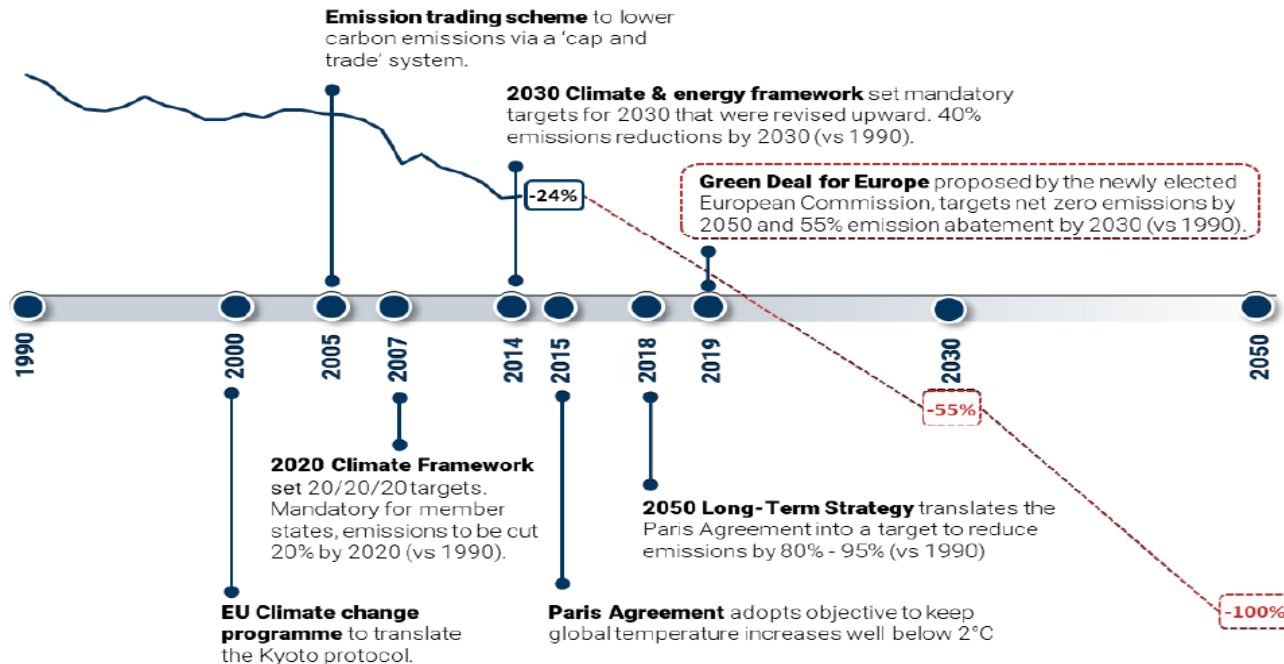 Emission trading scheme to lower
carbon emissions via a ‘cap and
trade’ system.
2030 Climate & energy framework set mandatory
targets for 2030 that were revised upward. 40%
emissions reductions by 2030 (vs 1990).
Green Deal for Europe proposed by the newly elected
European Commission, targets net zero emissions by
2050 and 55% emission abatement by 2030 (vs 1990).
-24%
1990
2000
2005
2007
2014
2015
2018
2019
2030
2050
-55%
2020 Climate Framework
set 20/20/20 targets.
Mandatory for member
states, emissions to be cut
20% by 2020 (vs 1990).
2050 Long-Term Strategy translates the
Paris Agreement into a target to reduce
emissions by 80% - 95% (vs 1990)
EU Climate change
programme to translate
the Kyoto protocol.
Paris Agreement adopts objective to keep
global temperature increases well below 2°C
-100%